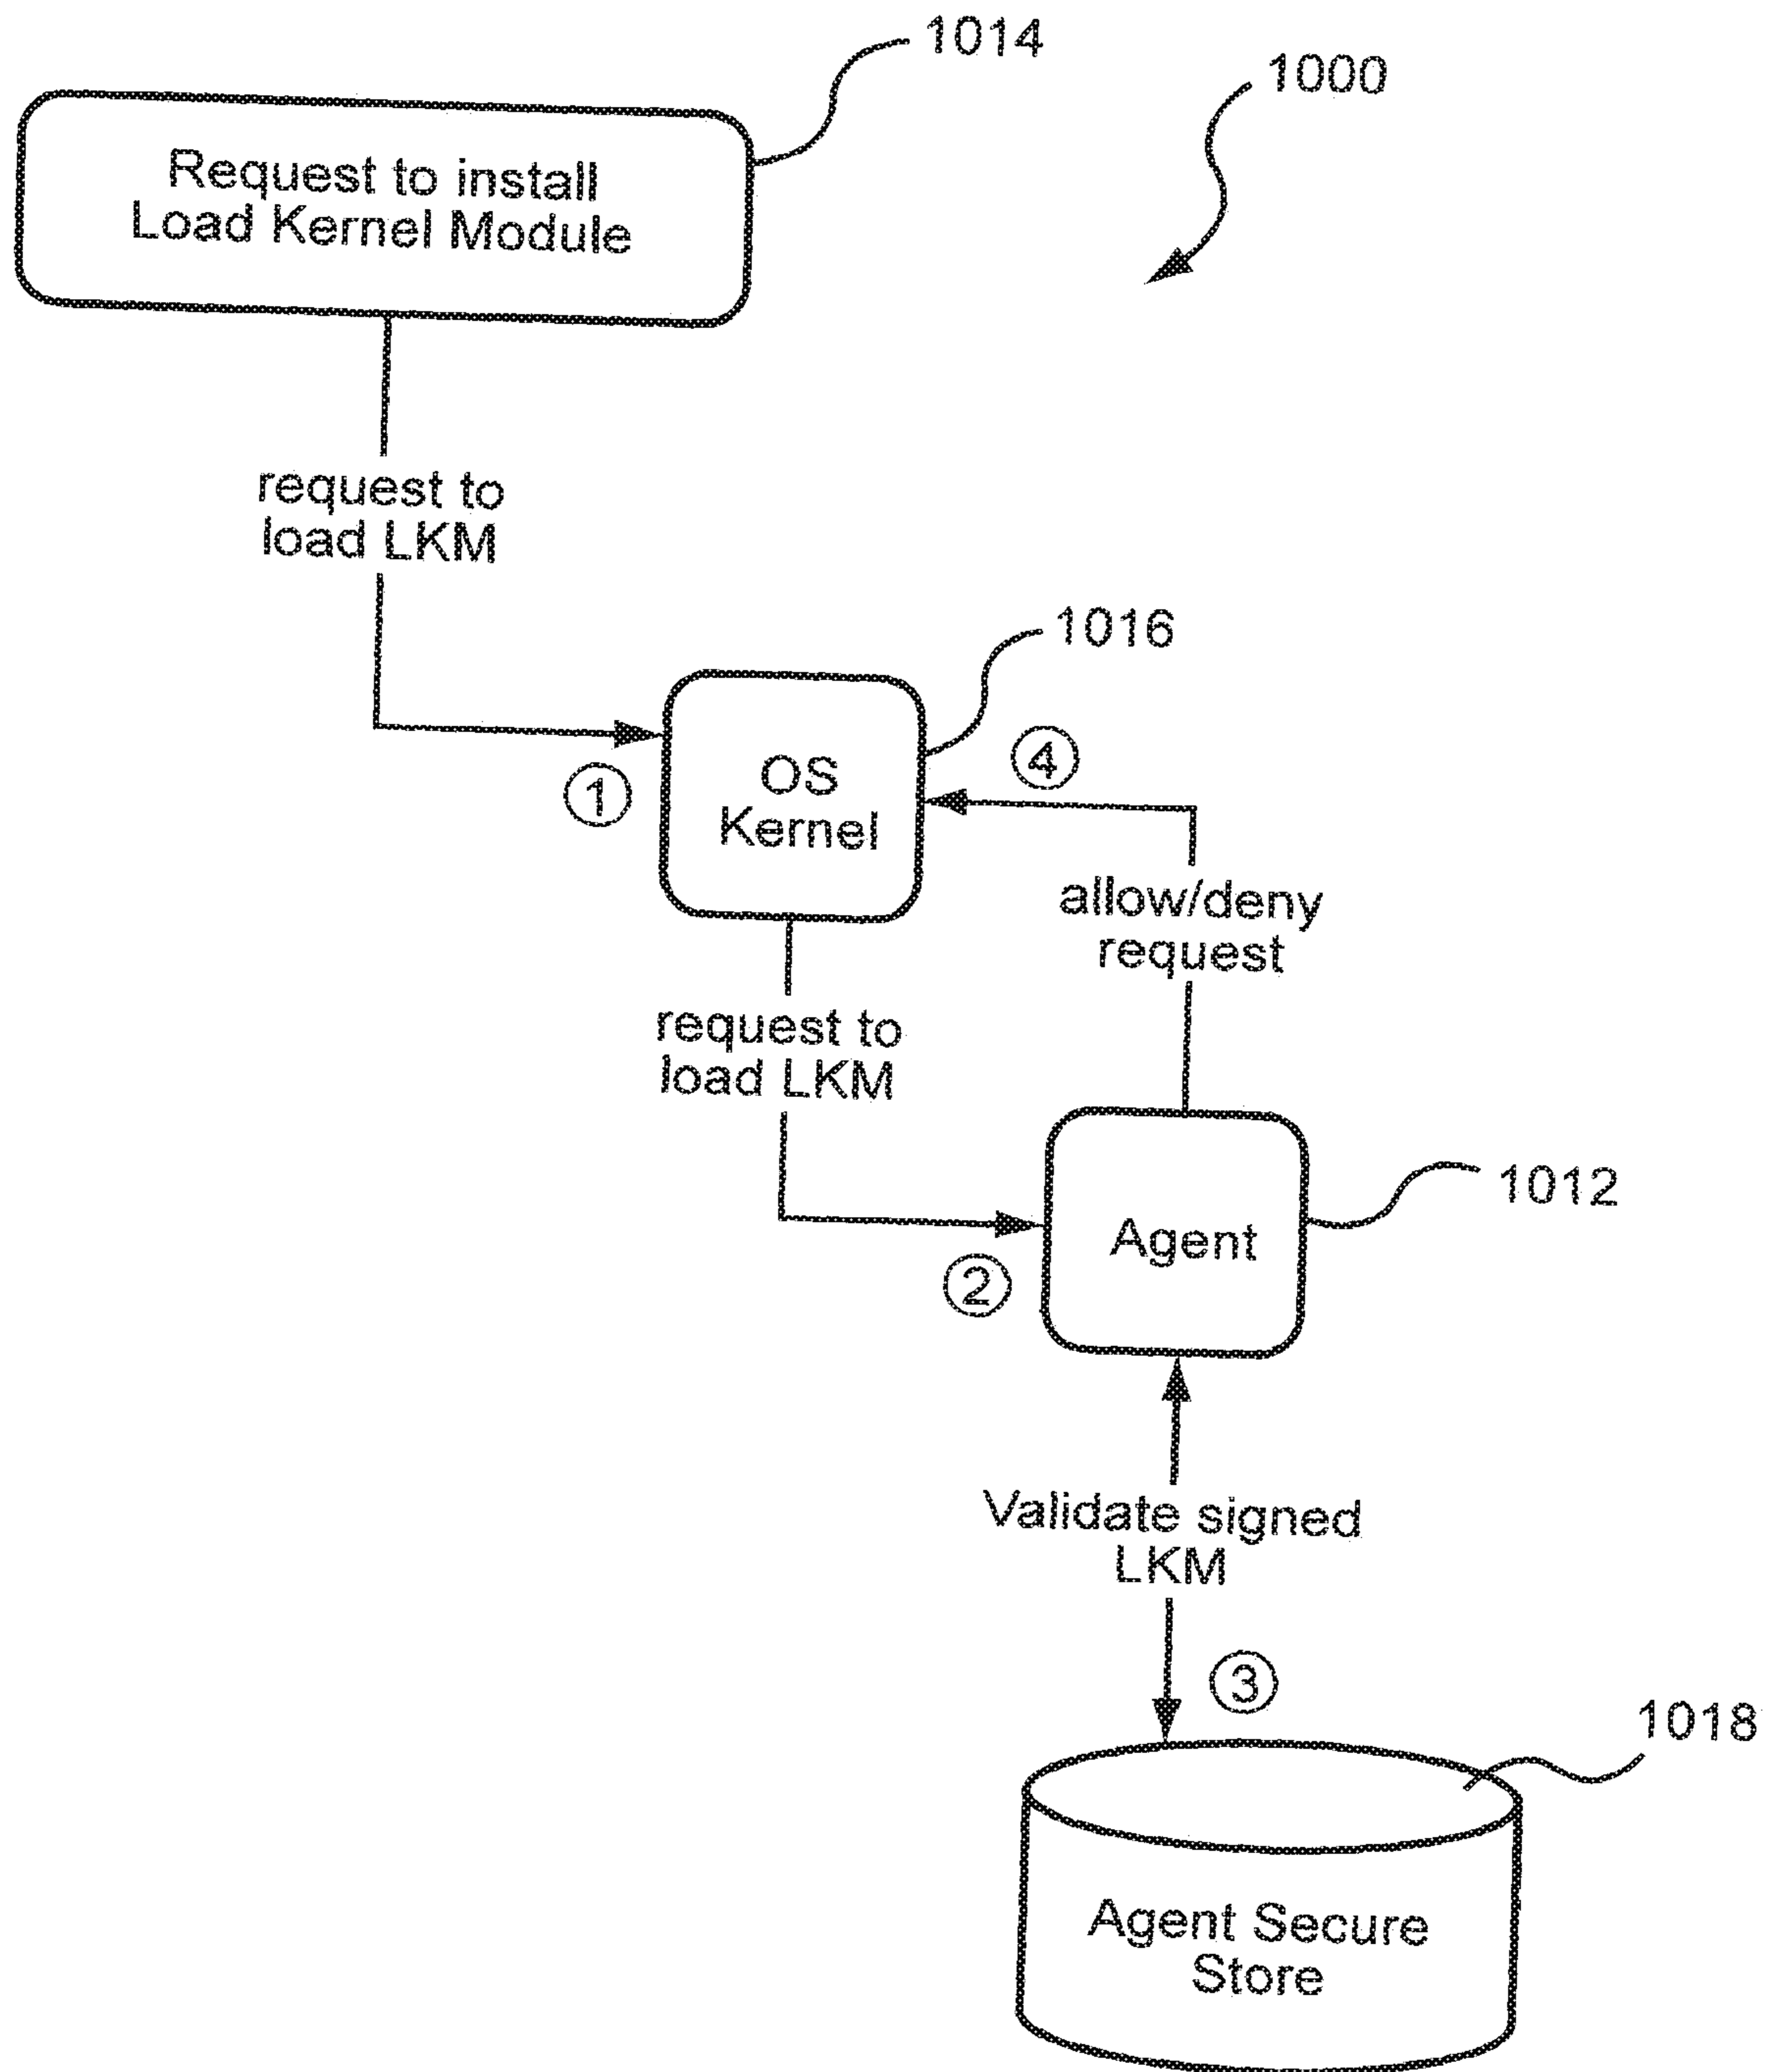 1014
1000
Request to install
Load Kernel Module
request to
load LKM
1016
OS
Kernel
1
4
allow/deny
request
request to
load LKM
1012
Agent
2
Validate signed
LKM
3
1018
Agent Secure
Store